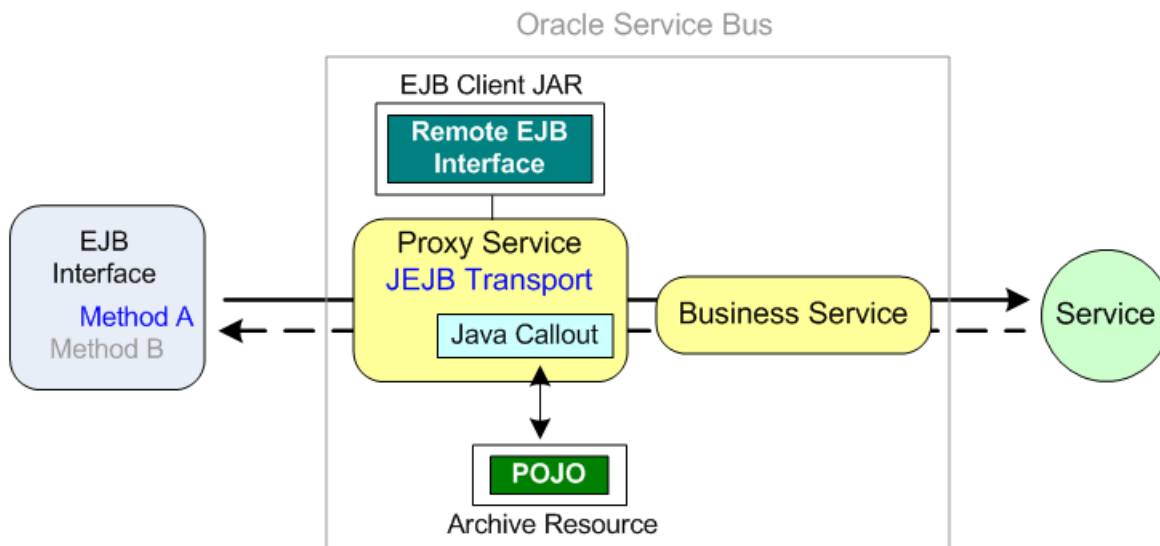 Oracle Service Bus
EJB Client JAR
Remote EJB
Interface
EJB
Interface
Method A
Method B
Proxy Service
JEJB Transport
Java Callout
Business Service
Service
POJO
Archive Resource